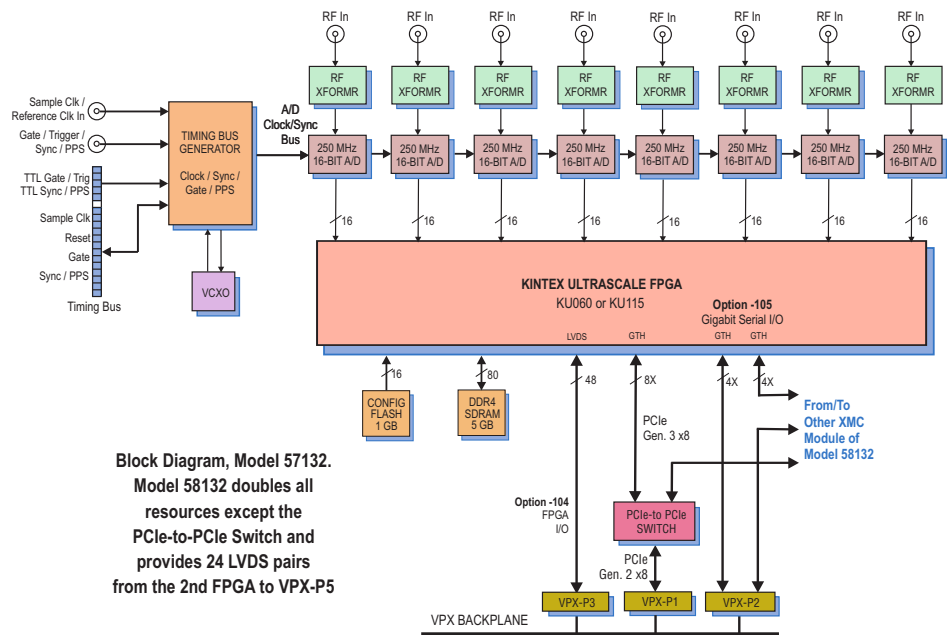 RF In
RF In
RF In
RF In
RF In
RF In
RF In
RF In
RF
XFORMR
RF
XFORMR
RF
XFORMR
RF
XFORMR
RF
XFORMR
RF
XFORMR
RF
XFORMR
RF
XFORMR
Sample Clk /
Reference Clk In
Gate / Trigger /
Sync / PPS
TTL Gate / Trig
TTL Sync / PPS
Sample Clk
Reset
Gate
Sync / PPS
Timing Bus
TIMING BUS
GENERATOR
Clock / Sync /
Gate / PPS
VCXO
A/D
Clock/Sync
Bus
250 MHz
16-BIT A/D
250 MHz
16-BIT A/D
250 MHz
16-BIT A/D
250 MHz
16-BIT A/D
250 MHz
16-BIT A/D
250 MHz
16-BIT A/D
250 MHz
16-BIT A/D
250 MHz
16-BIT A/D
16
16
16
16
16
16
16
16
KINTEX ULTRASCALE FPGA
KU060 or KU115
Option -105
Gigabit Serial I/O
LVDS
GTH
GTH
GTH
16
80
48
8X
4X
4X
CONFIG
FLASH
1 GB
DDR4
SDRAM
5 GB
PCIe
Gen. 3 x8
From/To
Other XMC
Module of
Model 58132
Block Diagram, Model 57132.
Model 58132 doubles all
resources except the
PCIe-to-PCIe Switch and
provides 24 LVDS pairs
from the 2nd FPGA to VPX-P5
Option -104
FPGA
I/O
PCIe-to PCIe
SWITCH
PCIe
Gen. 2 x8
VPX-P3
VPX-P1
VPX-P2
VPX BACKPLANE